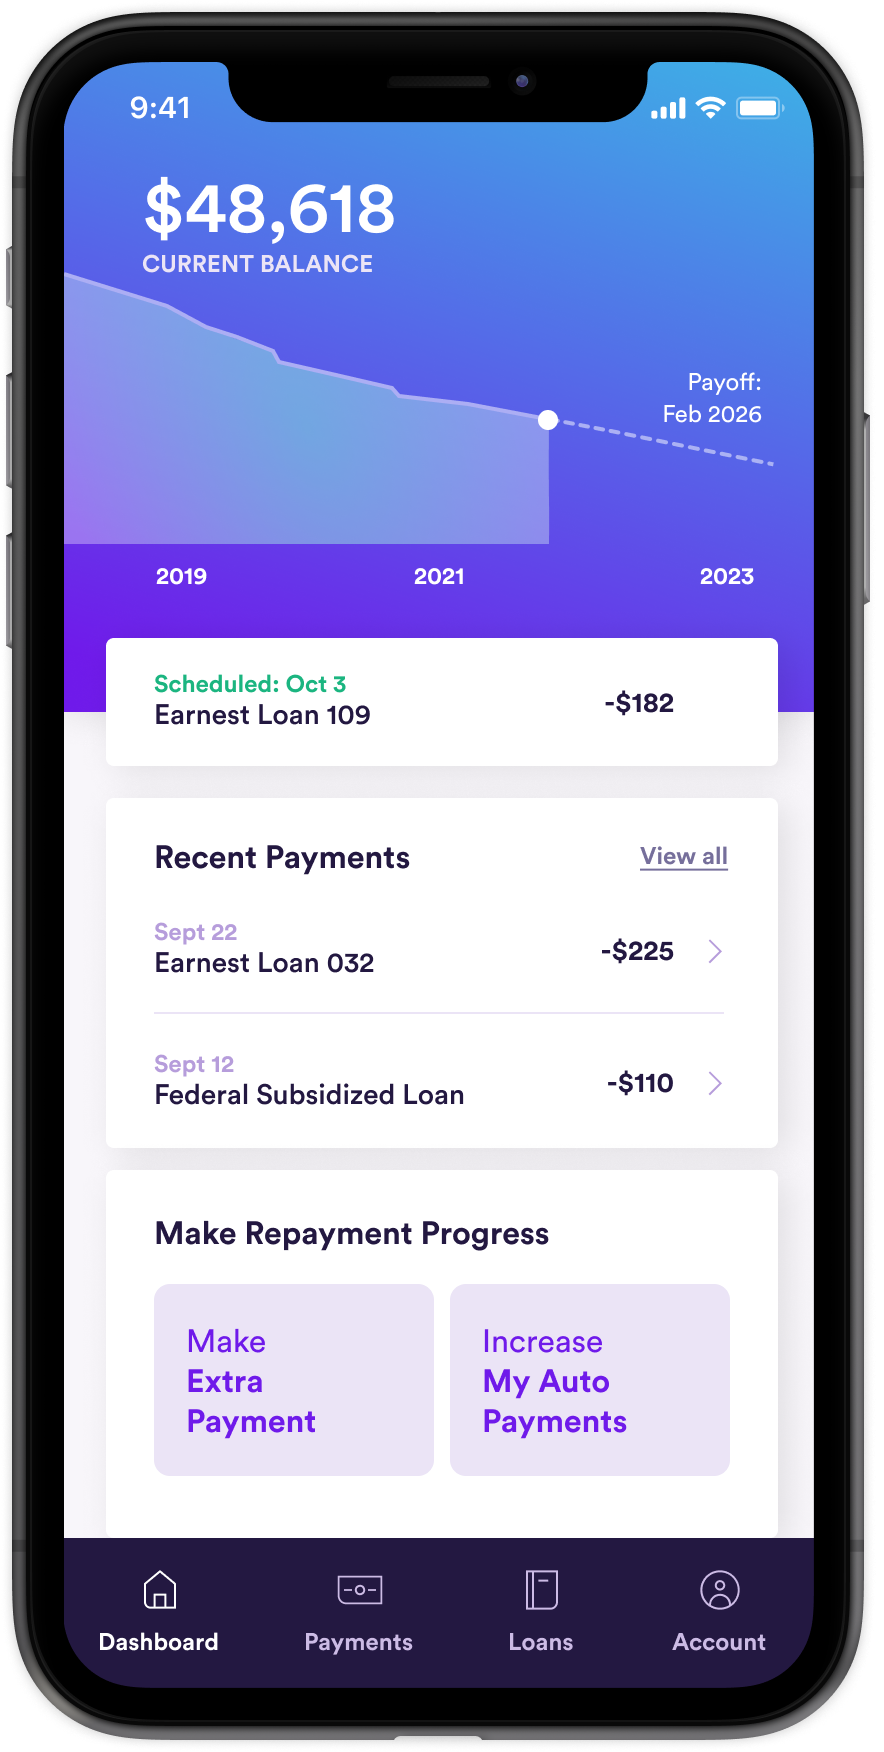 9:41
$48,618
CURRENT BALANCE
Payoff:
Feb 2026
2019 2021 2023
Scheduled: Oct 3
Earnest Loan 109
-$182
Recent Payments
View all
Sept 22
Earnest Loan 032
-$225
Sept 12
Federal Subsidized Loan
-$110
Make Repayment Progress
Make
Extra
Payment
Increase
My Auto
Payments
Dashboard Payments Loans Account